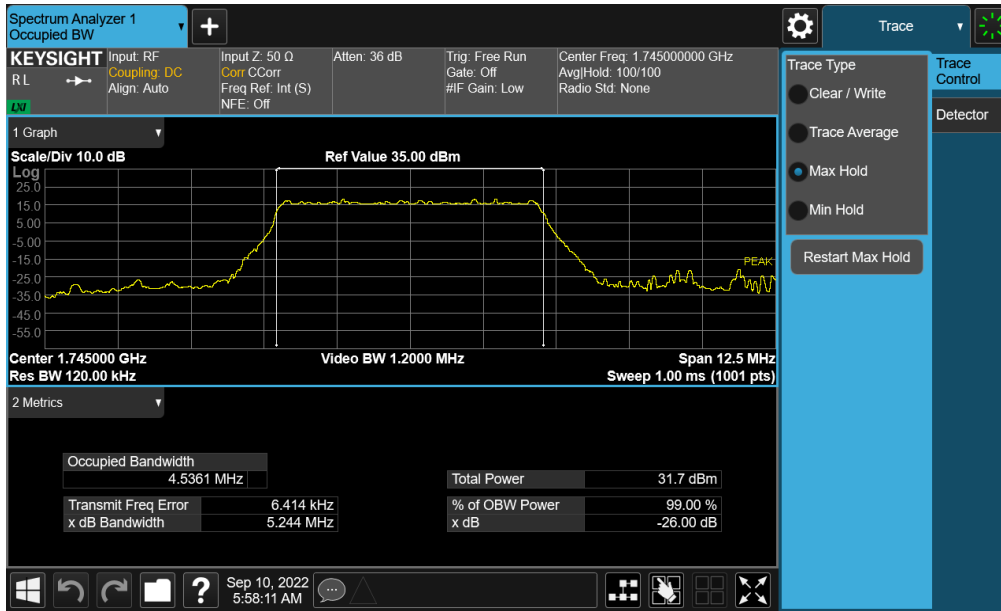 Spectrum Analyzer 1
Occupied BW
+
Trace
KEYSIGHT
R L
LXI
Input: RF
Coupling: DC
Align: Auto
Input Z: 50 Ω
Corr CCorr
Freq Ref: Int (S)
NFE: Off
Atten: 36 dB
Trig: Free Run
Gate: Off
#IF Gain: Low
Center Freq: 1.745000000 GHz
Avg|Hold: 100/100
Radio Std: None
Trace Type
Clear / Write
Trace Average
Max Hold
Min Hold
Restart Max Hold
Trace
Control
Detector
1 Graph
Scale/Div 10.0 dB
Ref Value 35.00 dBm
Log
25.0
15.0
5.00
-5.00
-15.0
-25.0
-35.0
-45.0
-55.0
PEAK
Center 1.745000 GHz
Video BW 1.2000 MHz
Span 12.5 MHz
Res BW 120.00 kHz
Sweep 1.00 ms (1001 pts)
2 Metrics
Occupied Bandwidth
4.5361 MHz
Total Power 31.7 dBm
Transmit Freq Error 6.414 kHz
% of OBW Power 99.00 %
x dB Bandwidth 5.244 MHz
x dB -26.00 dB
?
Sep 10, 2022
5:58:11 AM